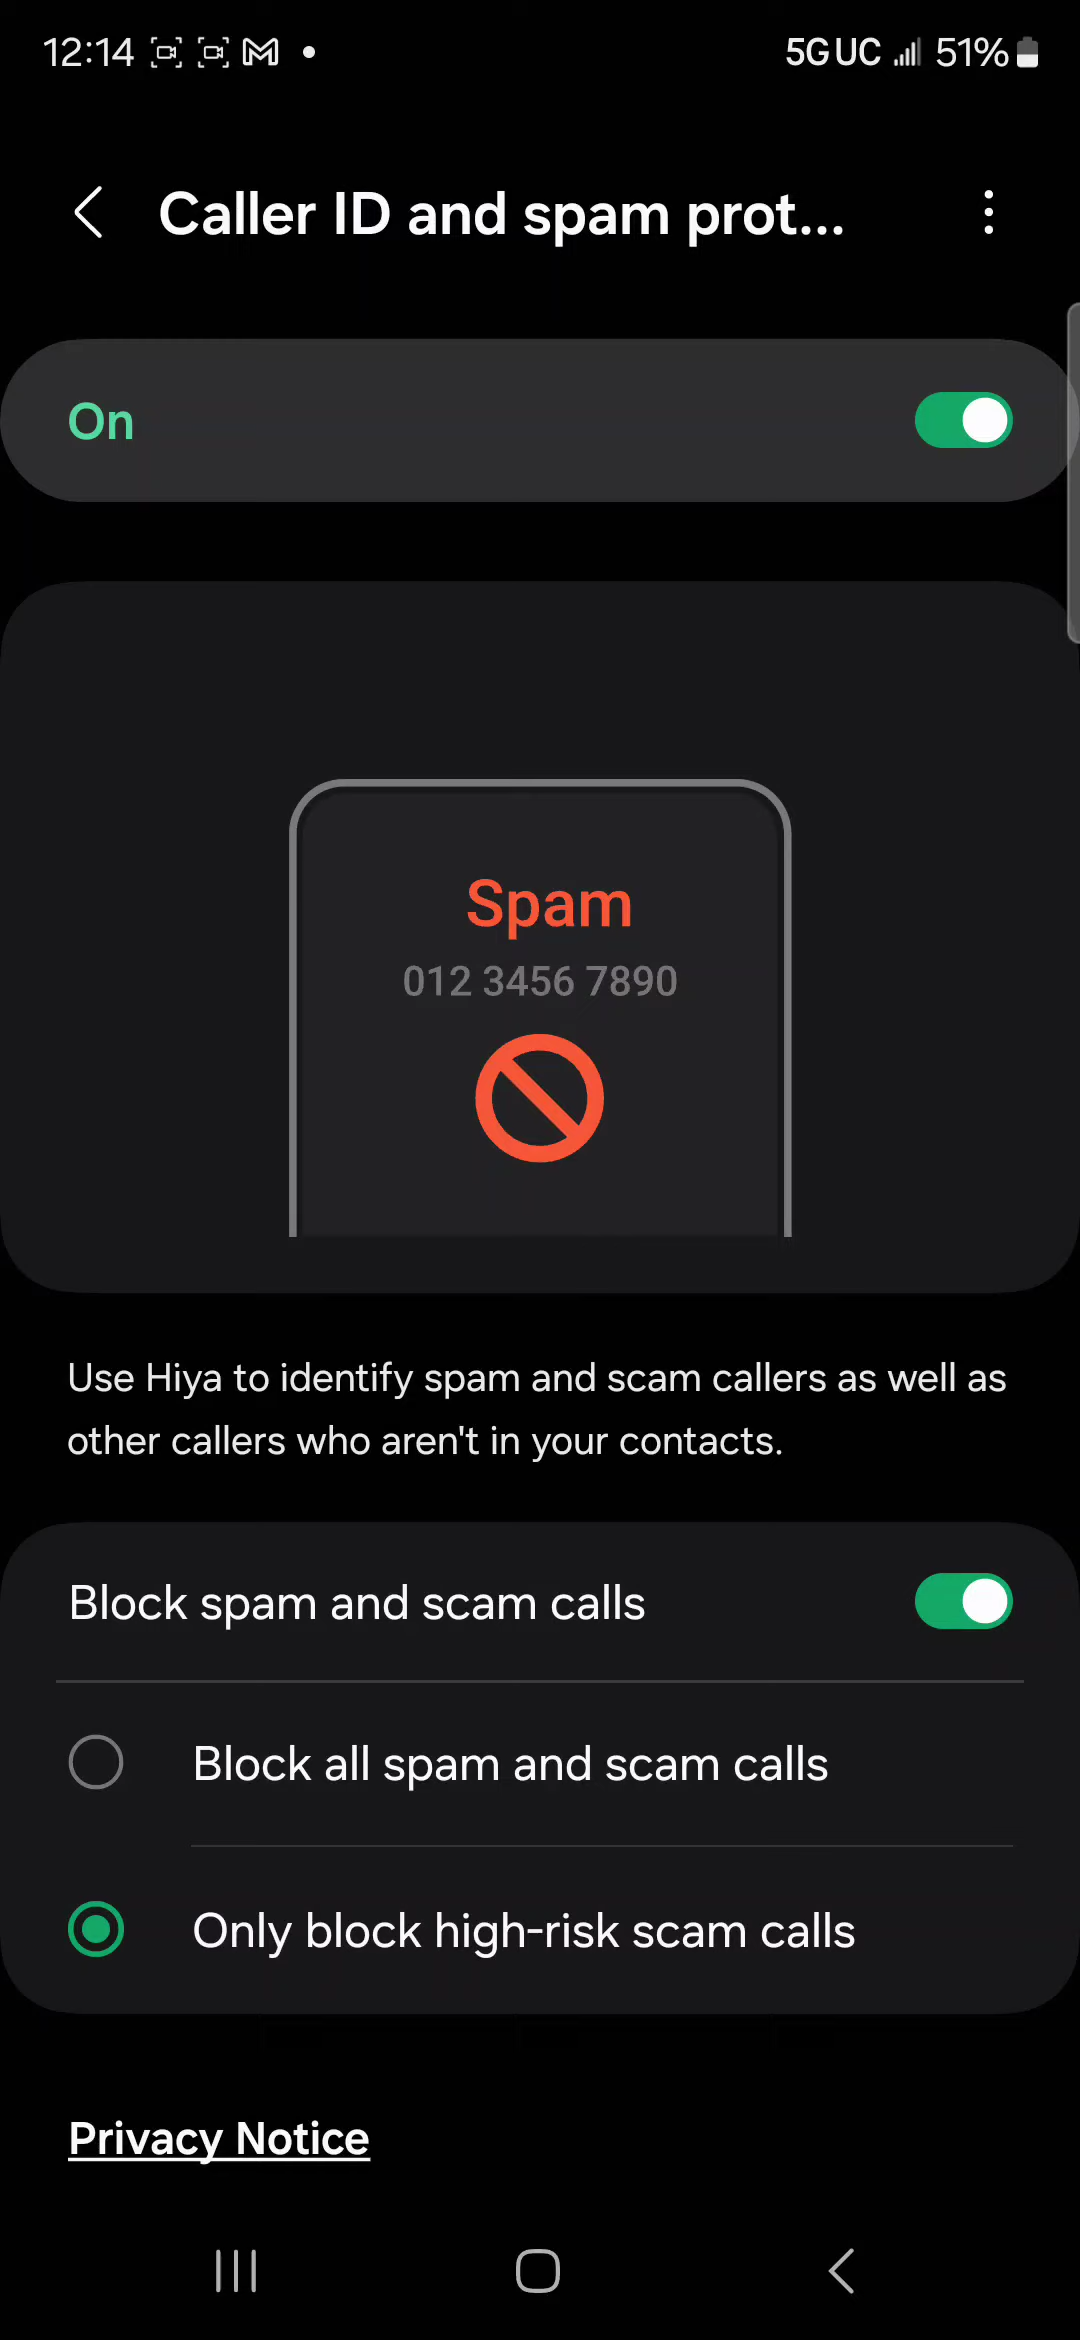 12:14
5G UC 51%
Caller ID and spam prot...
On
Spam
012 3456 7890
Use Hiya to identify spam and scam callers as well as
other callers who aren't in your contacts.
Block spam and scam calls
Block all spam and scam calls
Only block high-risk scam calls
Privacy Notice